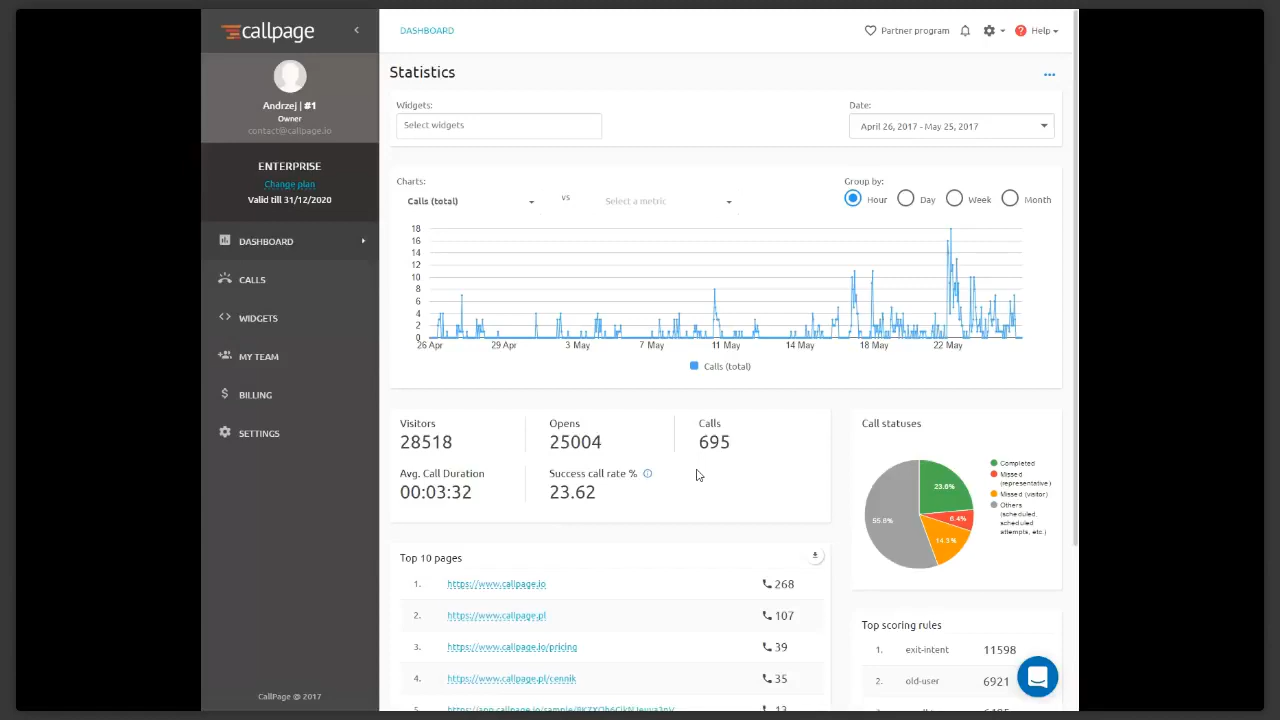 callpage
DASHBOARD
Partner program
Help
Andrzej | #1
Owner
contact@callpage.io
ENTERPRISE
Change plan
Valid till 31/12/2020
DASHBOARD
CALLS
WIDGETS
MY TEAM
BILLING
SETTINGS
CallPage @ 2017
Statistics
Widgets:
Select widgets
Date:
April 26, 2017 - May 25, 2017
Charts:
Calls (total)
vs
Select a metric
Group by:
Hour Day Week Month
18
16
14
12
10
8
6
4
2
0
26 Apr 29 Apr 3 May 7 May 11 May 14 May 18 May 22 May
Calls (total)
Visitors
28518
Opens
25004
Calls
695
Avg. Call Duration
00:03:32
Success call rate %
23.62
Call statuses
23.6%
6.4%
14.3%
55.8%
Completed
Missed
(representative)
Missed (visitor)
Others
(scheduled,
scheduled
attempts, etc.)
Top 10 pages
1. https://www.callpage.io 268
2. https://www.callpage.pl 107
3. https://www.callpage.io/pricing 39
4. https://www.callpage.pl/cennik 35
5. 13
Top scoring rules
1. exit-intent 11598
2. old-user 6921